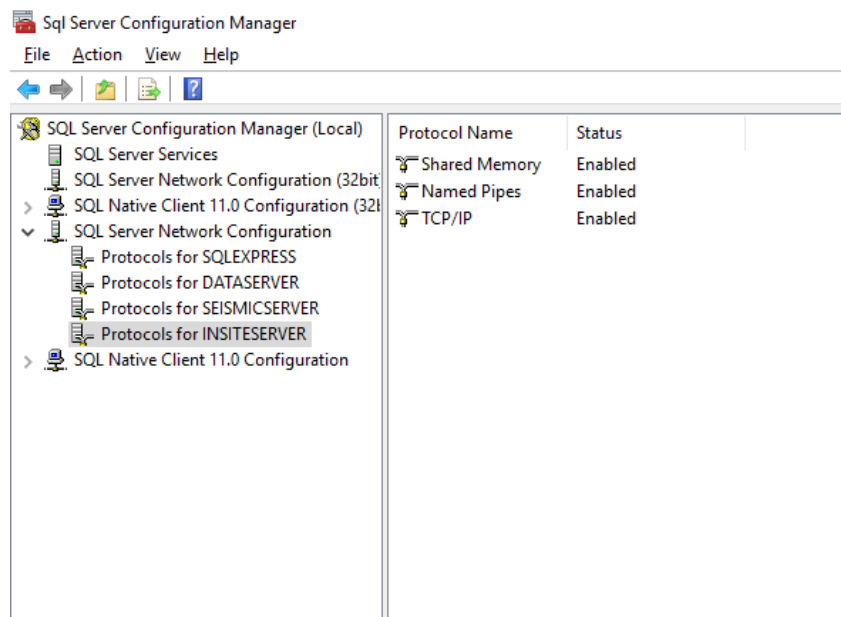 Sql Server Configuration Manager
File Action View Help
SQL Server Configuration Manager (Local)
SQL Server Services
SQL Server Network Configuration (32bit
SQL Native Client 11.0 Configuration (32b
SQL Server Network Configuration
Protocols for SQLEXPRESS
Protocols for DATASERVER
Protocols for SEISMICSERVER
Protocols for INSITESERVER
SQL Native Client 11.0 Configuration
Protocol Name Status
Shared Memory Enabled
Named Pipes Enabled
TCP/IP Enabled